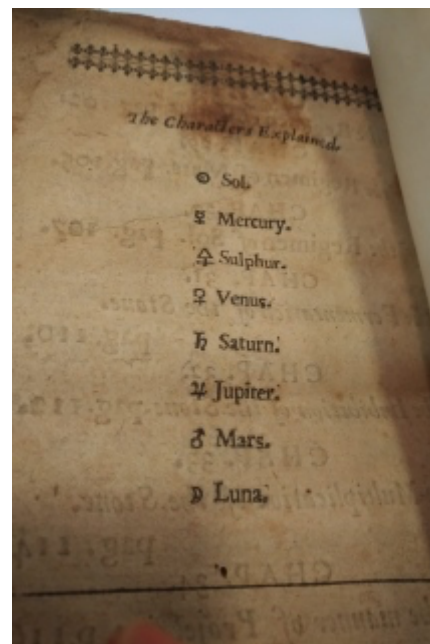 The Characters Explained.
☉ Sol.
☿ Mercury.
🜍 Sulphur.
♀ Venus.
♄ Saturn.
♃ Jupiter.
♂ Mars.
☽ Luna.